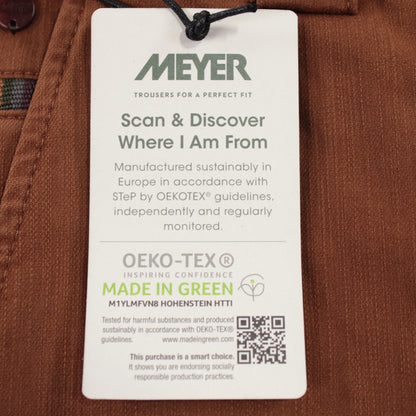 MEYER
TROUSERS FOR A PERFECT FIT
Scan & Discover
Where I Am From
Manufactured sustainably in
Europe in accordance with
STeP by OEKOTEX® guidelines,
independently and regularly
monitored.
OEKO-TEX®
INSPIRING CONFIDENCE
MADE IN GREEN
M1YLMFVN8 HOHENSTEIN HTTI
Tested for harmful substances and produced
sustainably in accordance with OEKO-TEX®
guidelines. www.madeingreen.com
This purchase is a smart choice.
It shows you are endorsing socially
responsible production practices.